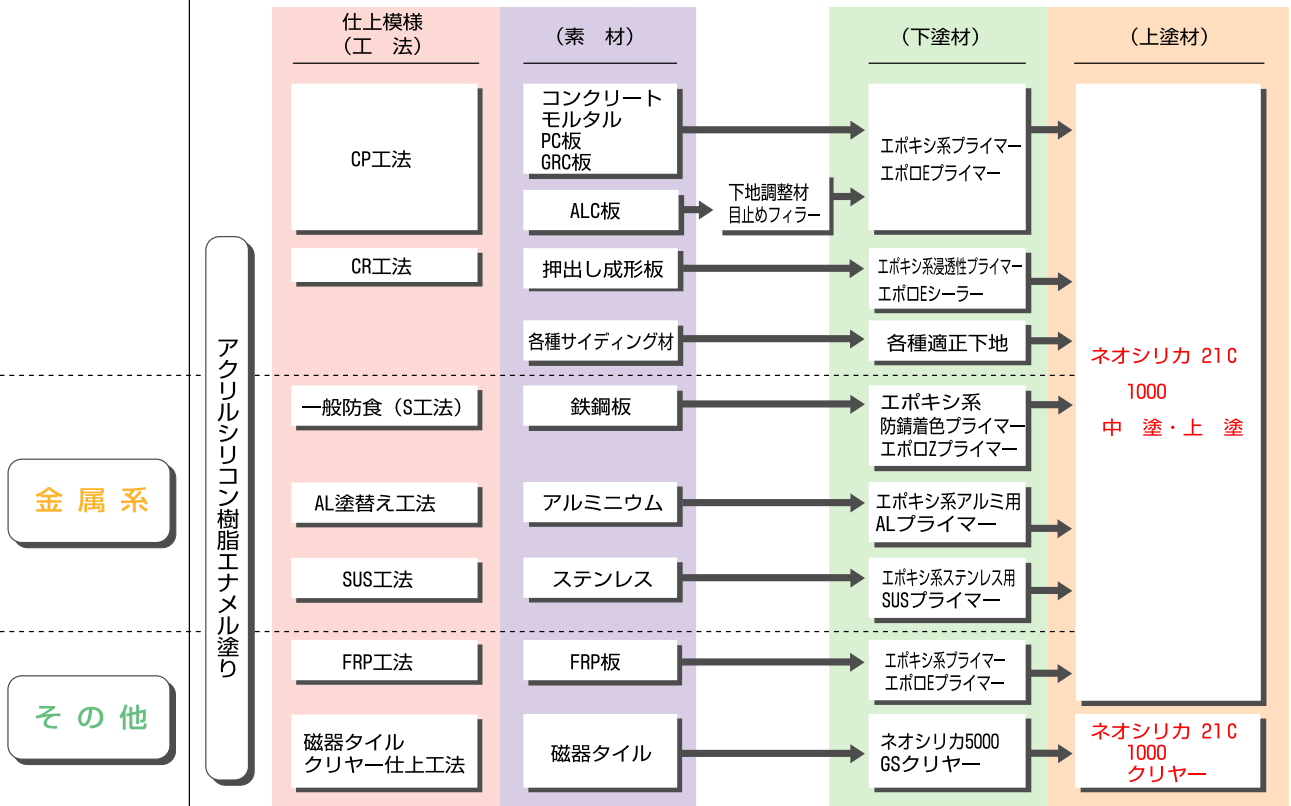 仕上模様
（工　法）
（素　材）
（下塗材）
（上塗材）
アクリルシリコン樹脂エナメル塗り
CP工法
コンクリート
モルタル
PC板
GRC板
ALC板
下地調整材
目止めフィラー
エポキシ系プライマー
エポロEプライマー
CR工法
押出し成形板
エポキシ系浸透性プライマー
エポロEシーラー
各種サイディング材
各種適正下地
ネオシリカ 21C
1000
中　塗・上　塗
金属系
一般防食（S工法）
鉄鋼板
エポキシ系
防錆着色プライマー
エポロZプライマー
AL塗替え工法
アルミニウム
エポキシ系アルミ用
ALプライマー
SUS工法
ステンレス
エポキシ系ステンレス用
SUSプライマー
その他
FRP工法
FRP板
エポキシ系プライマー
エポロEプライマー
磁器タイル
クリヤー仕上工法
磁器タイル
ネオシリカ5000
GSクリヤー
ネオシリカ 21C
1000
クリヤー